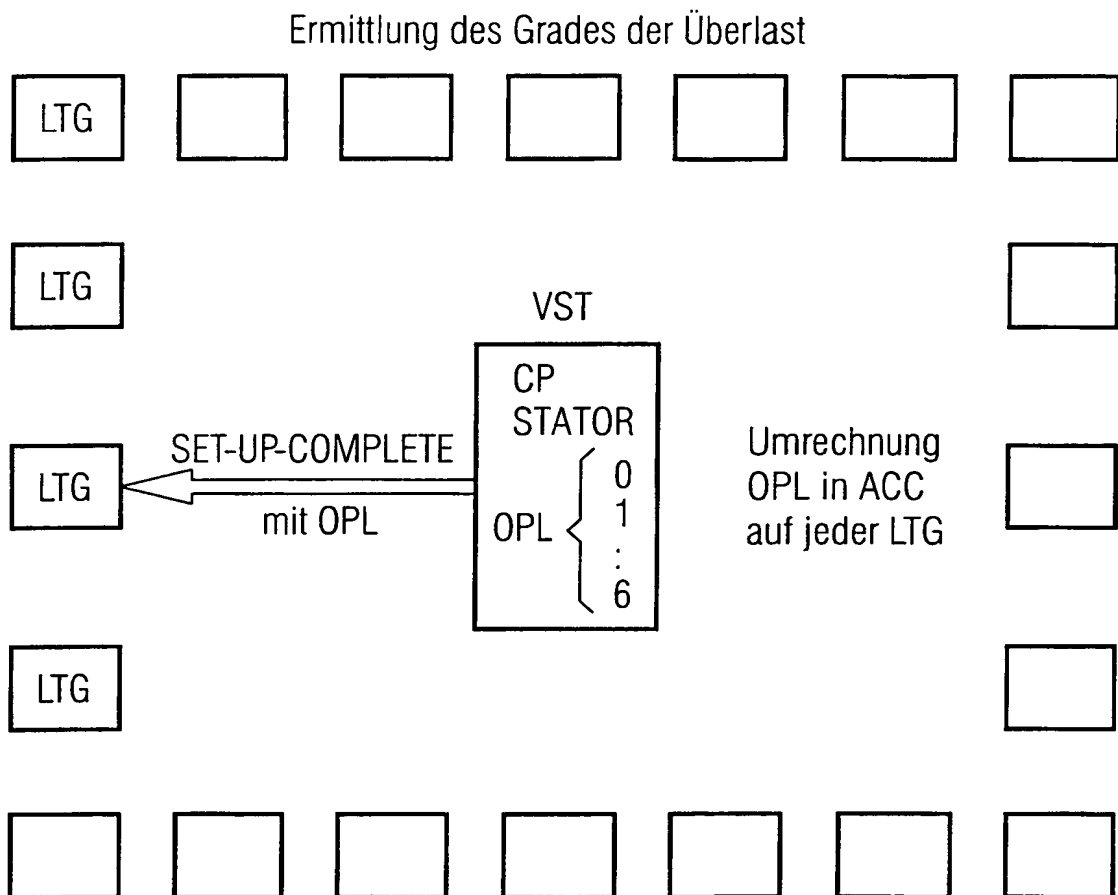 Ermittlung des Grades der Überlast
LTG
LTG
VST
CP
STATOR
SET-UP-COMPLETE
LTG
mit OPL
OPL
0
1
.
.
6
Umrechnung
OPL in ACC
auf jeder LTG
LTG